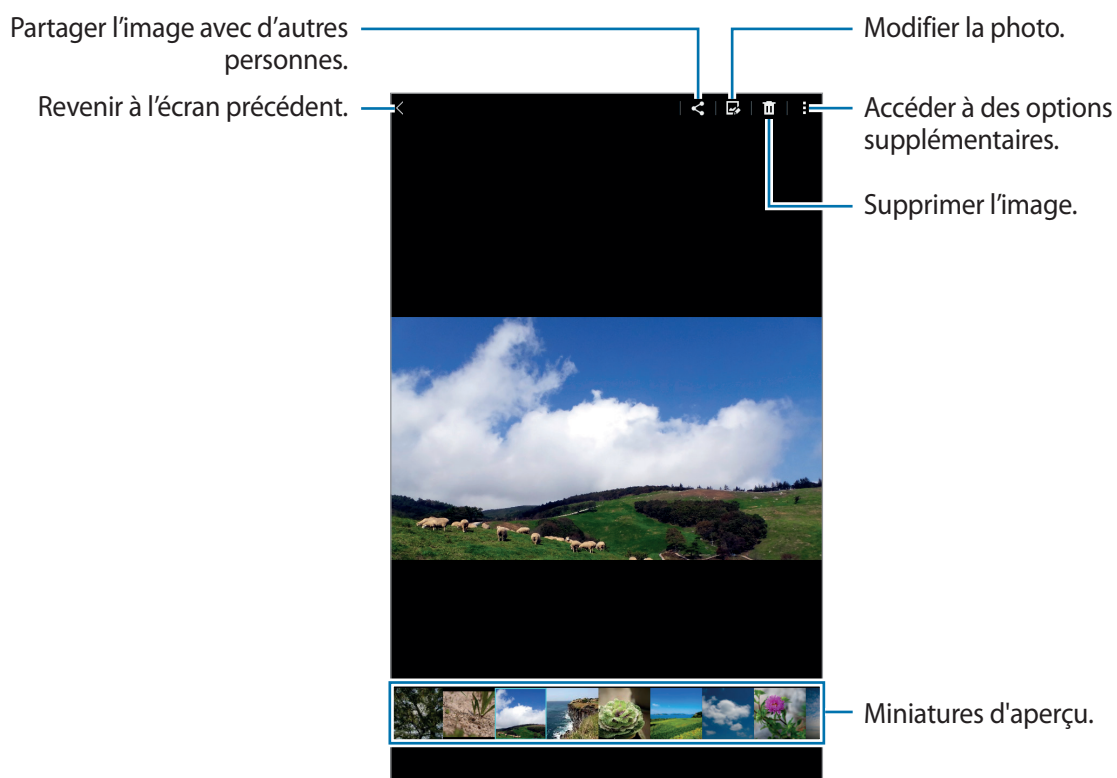 Partager l’image avec d’autres
personnes.
Revenir à l’écran précédent.
Modifier la photo.
Accéder à des options
supplémentaires.
Supprimer l’image.
Miniatures d'aperçu.